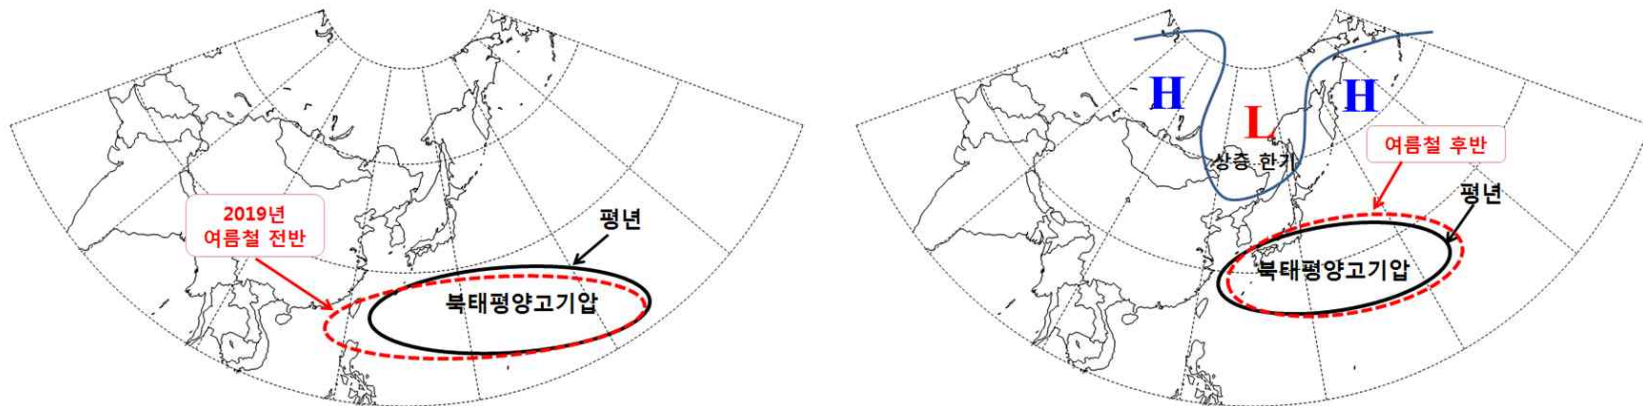 2019년
여름철 전반
평년
북태평양고기압
H
H
L
상층 한기
여름철 후반
평년
북태평양고기압